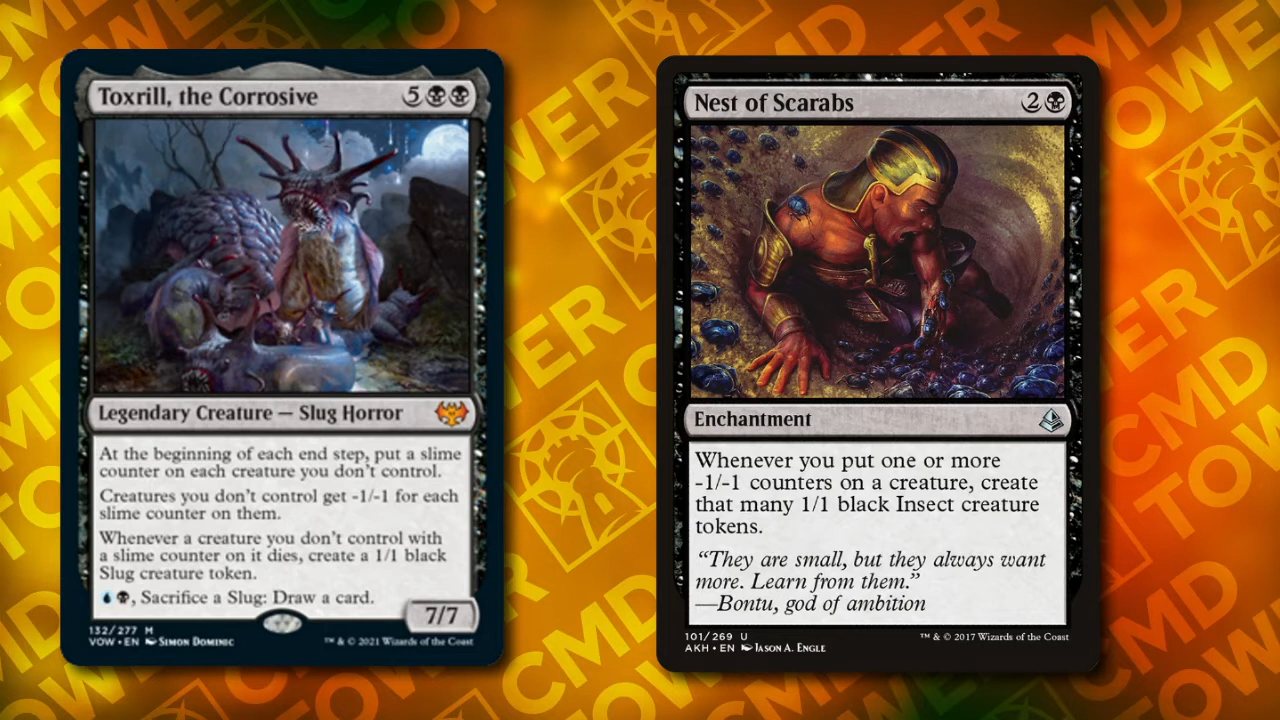 Toxrill, the Corrosive 5
Legendary Creature — Slug Horror
At the beginning of each end step, put a slime
counter on each creature you don't control.
Creatures you don't control get -1/-1 for each
slime counter on them.
Whenever a creature you don't control with
a slime counter on it dies, create a 1/1 black
Slug creature token.
, Sacrifice a Slug: Draw a card.
7/7
132/277 M
VOW • EN SIMON DOMINIC
™ & © 2021 Wizards of the Coast
Nest of Scarabs 2
Enchantment
Whenever you put one or more
-1/-1 counters on a creature, create
that many 1/1 black Insect creature
tokens.
"They are small, but they always want
more. Learn from them."
—Bontu, god of ambition
101/269 U
AKH • EN JASON A. ENGLE
™ & © 2017 Wizards of the Coast
CMD
TOWER